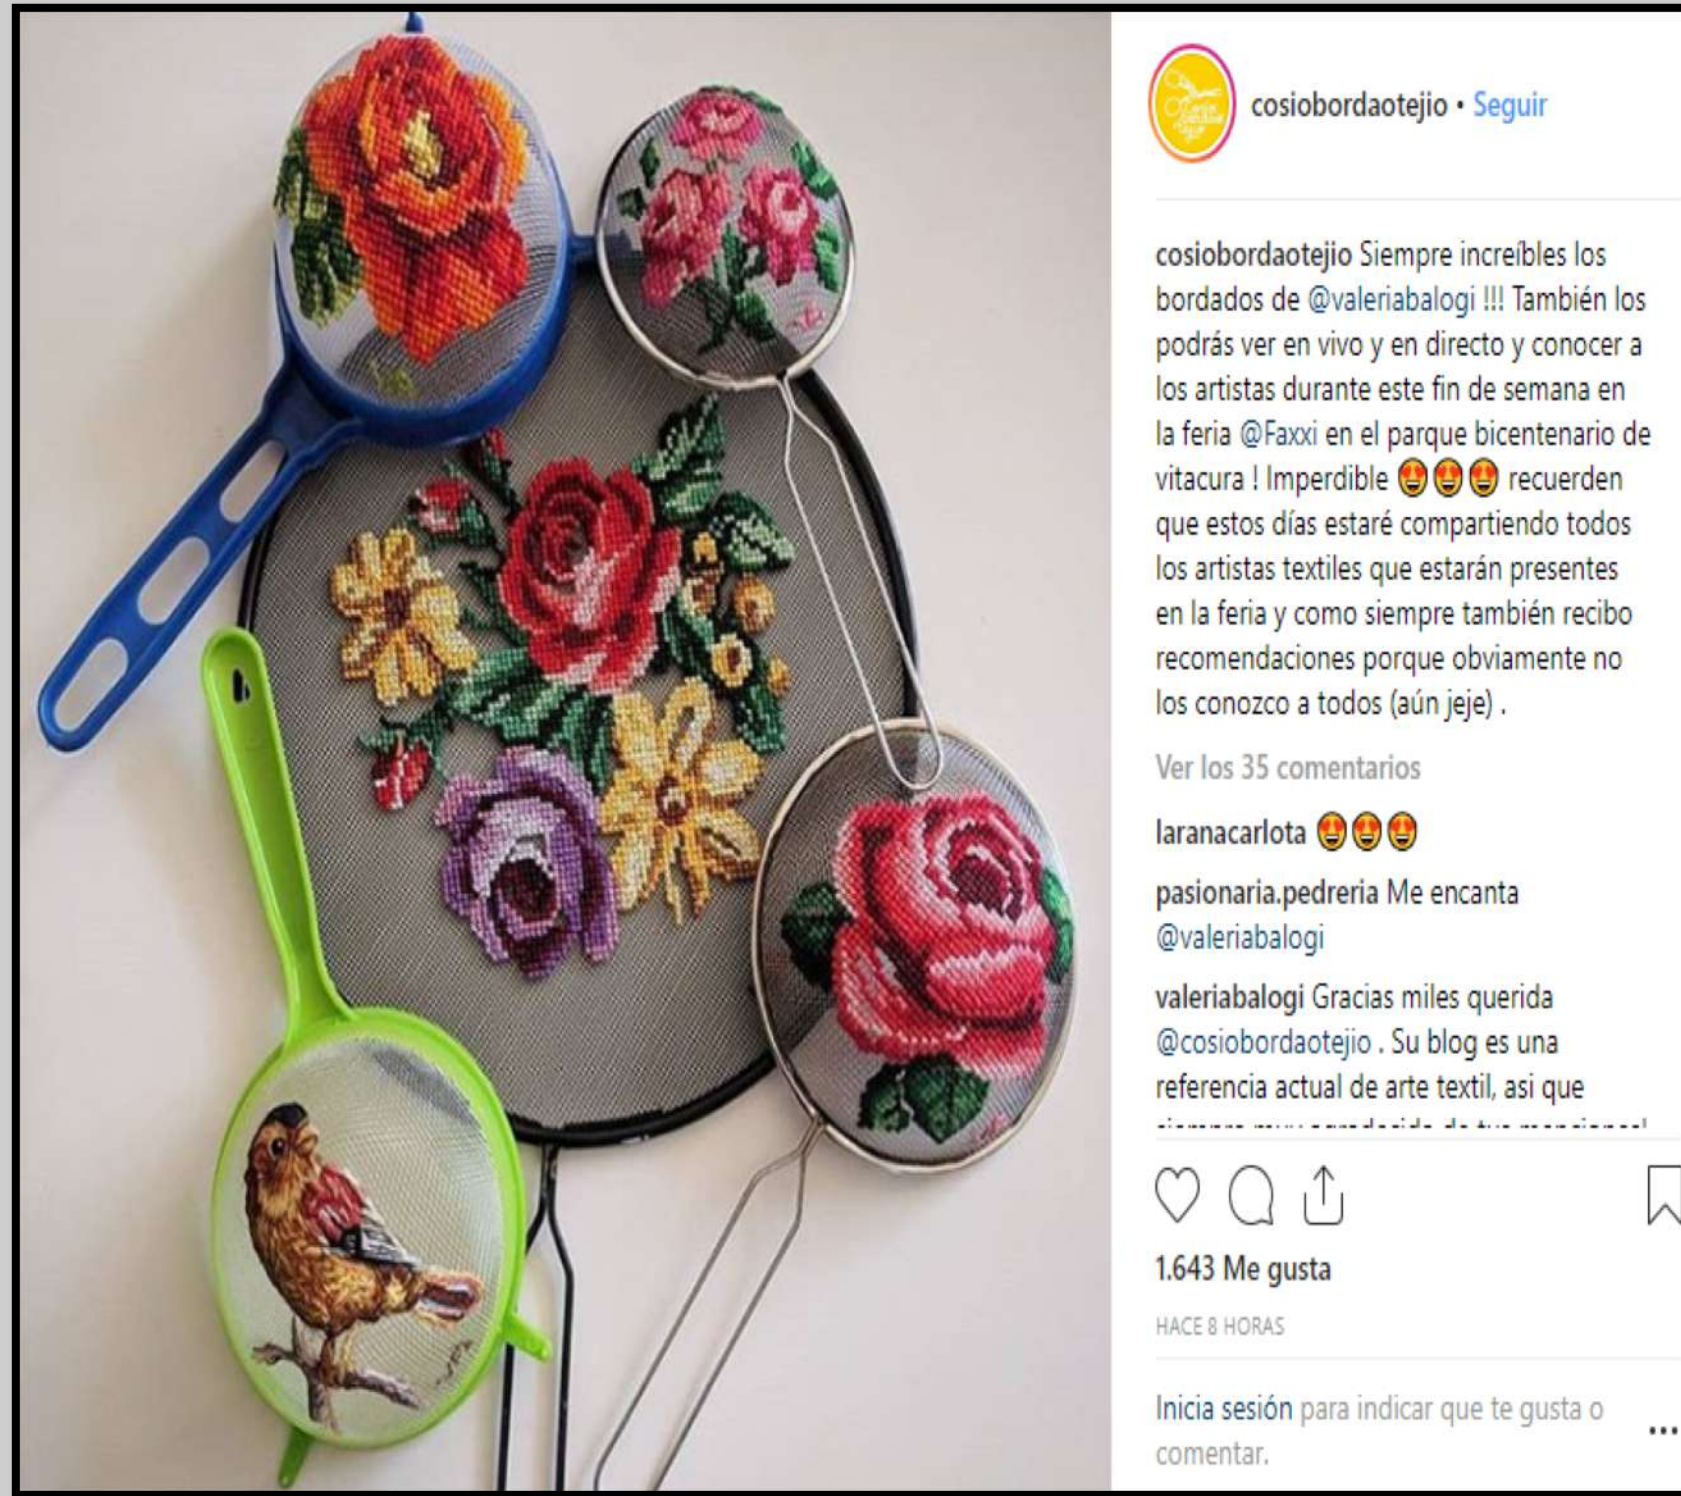 cosiobordaotejio • Seguir
cosiobordaotejio Siempre increíbles los
bordados de @valeriabalogi !!! También los
podrás ver en vivo y en directo y conocer a
los artistas durante este fin de semana en
la feria @Faxxi en el parque bicentenario de
vitacura ! Imperdible 😍😍😍 recuerden
que estos días estaré compartiendo todos
los artistas textiles que estarán presentes
en la feria y como siempre también recibo
recomendaciones porque obviamente no
los conozco a todos (aún jeje) .
Ver los 35 comentarios
laranacarlota 😍😍😍
pasionaria.pedreria Me encanta
@valeriabalogi
valeriabalogi Gracias miles querida
@cosiobordaotejio . Su blog es una
referencia actual de arte textil, asi que
1.643 Me gusta
HACE 8 HORAS
Inicia sesión para indicar que te gusta o
comentar.